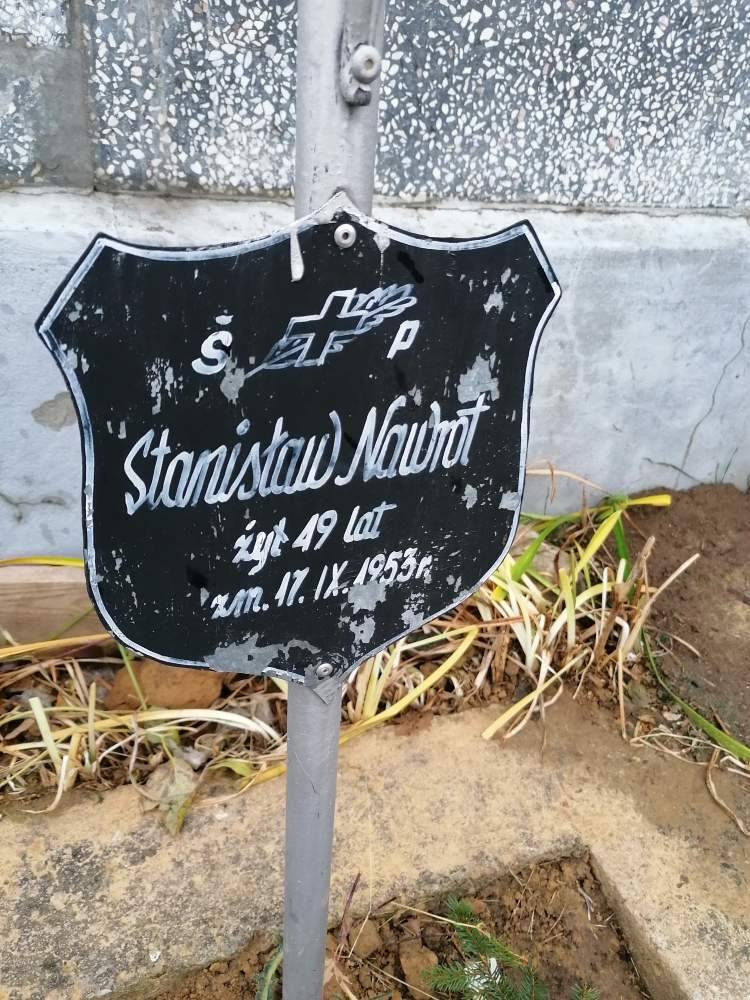 Ś P
Stanisław Nawrot
żył 49 lat
zm. 17. IX. 1953 r.